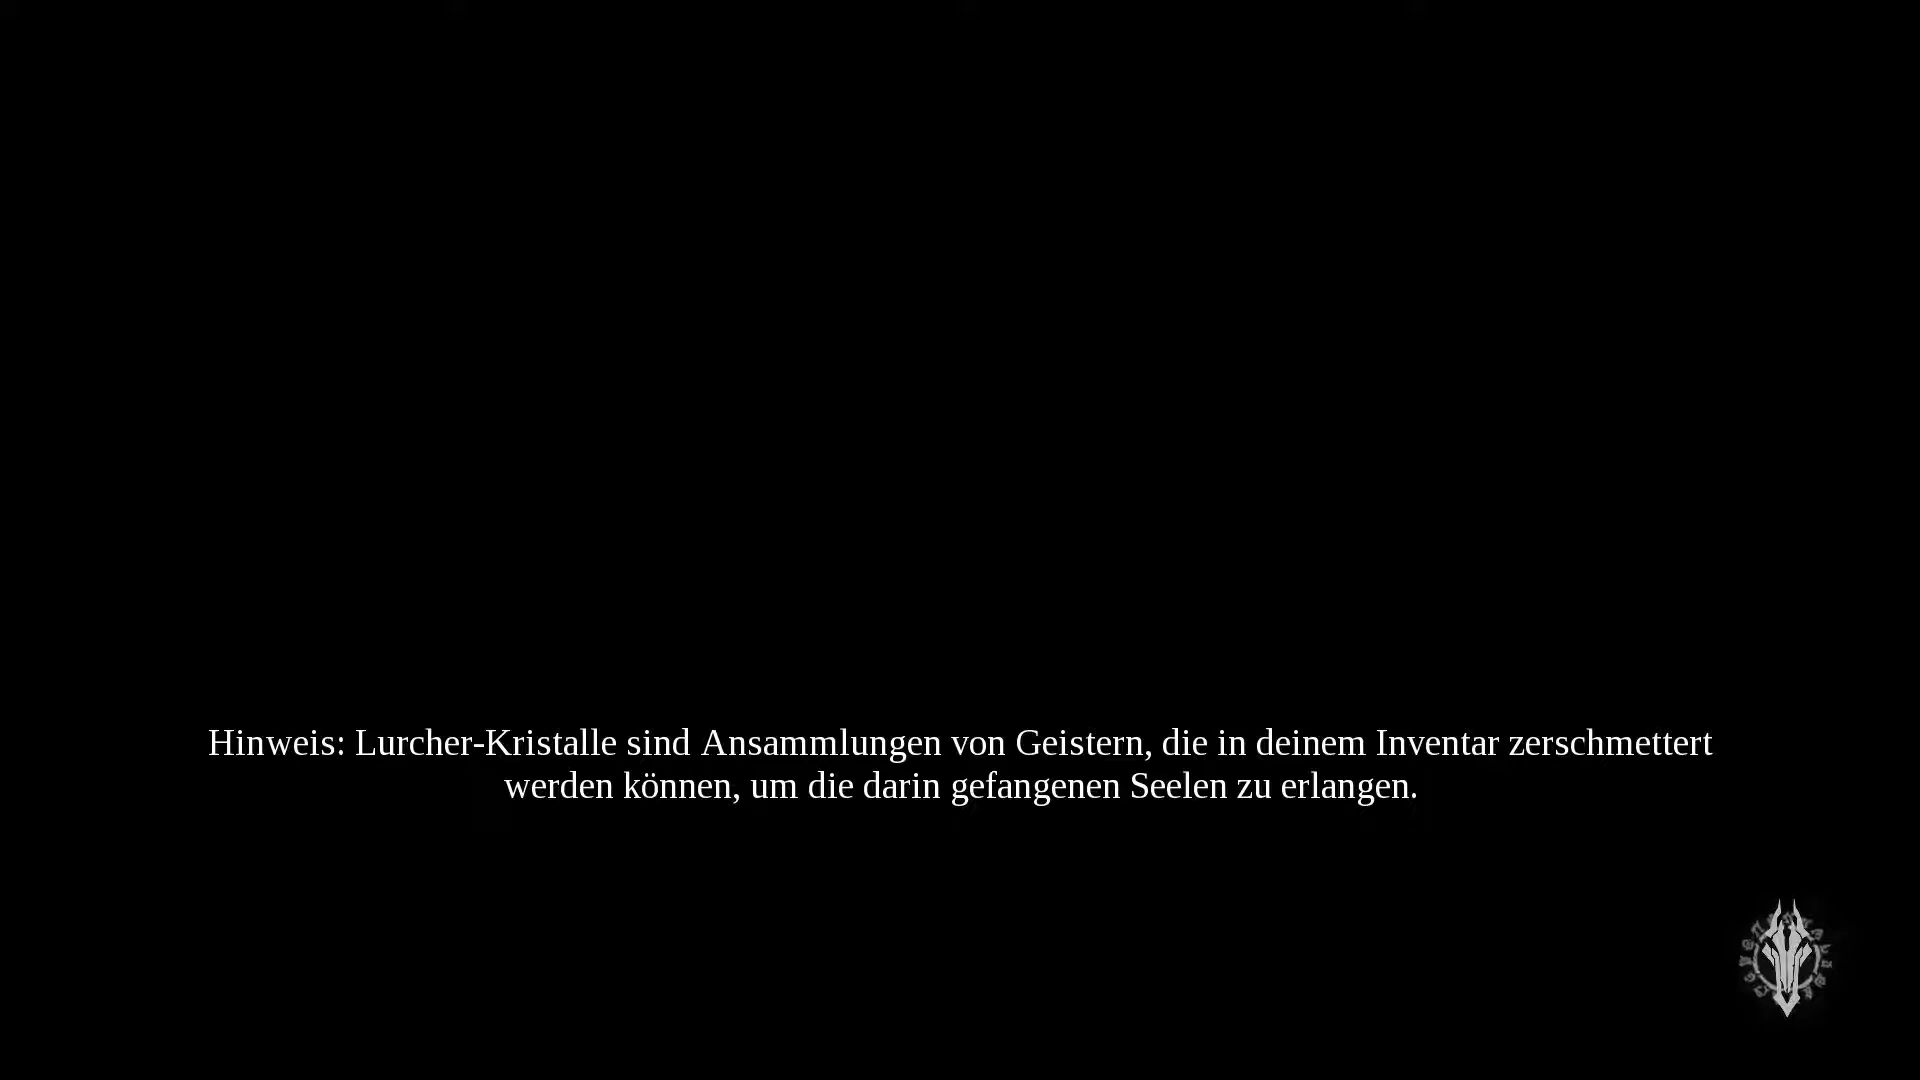 Hinweis: Lurcher-Kristalle sind Ansammlungen von Geistern, die in deinem Inventar zerschmettert
werden können, um die darin gefangenen Seelen zu erlangen.